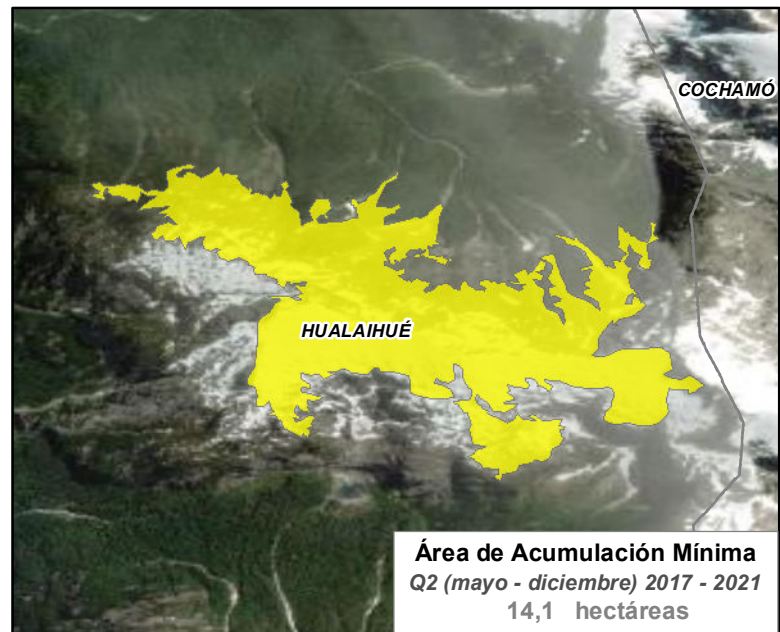 COCHAMÓ
HUALAIHUÉ
Área de Acumulación Mínima
Q2 (mayo - diciembre) 2017 - 2021
14,1 hectáreas